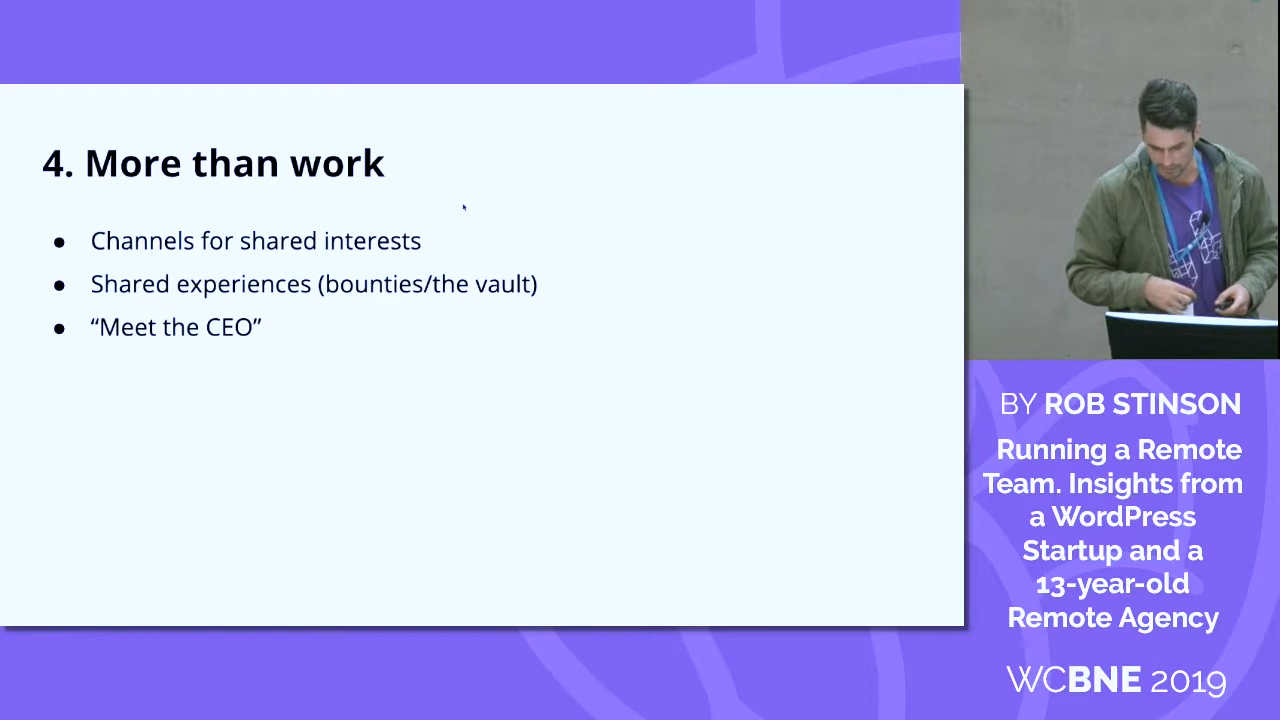 4. More than work
● Channels for shared interests
● Shared experiences (bounties/the vault)
● “Meet the CEO”
BY ROB STINSON
Running a Remote
Team. Insights from
a WordPress
Startup and a
13-year-old
Remote Agency
WCBNE 2019